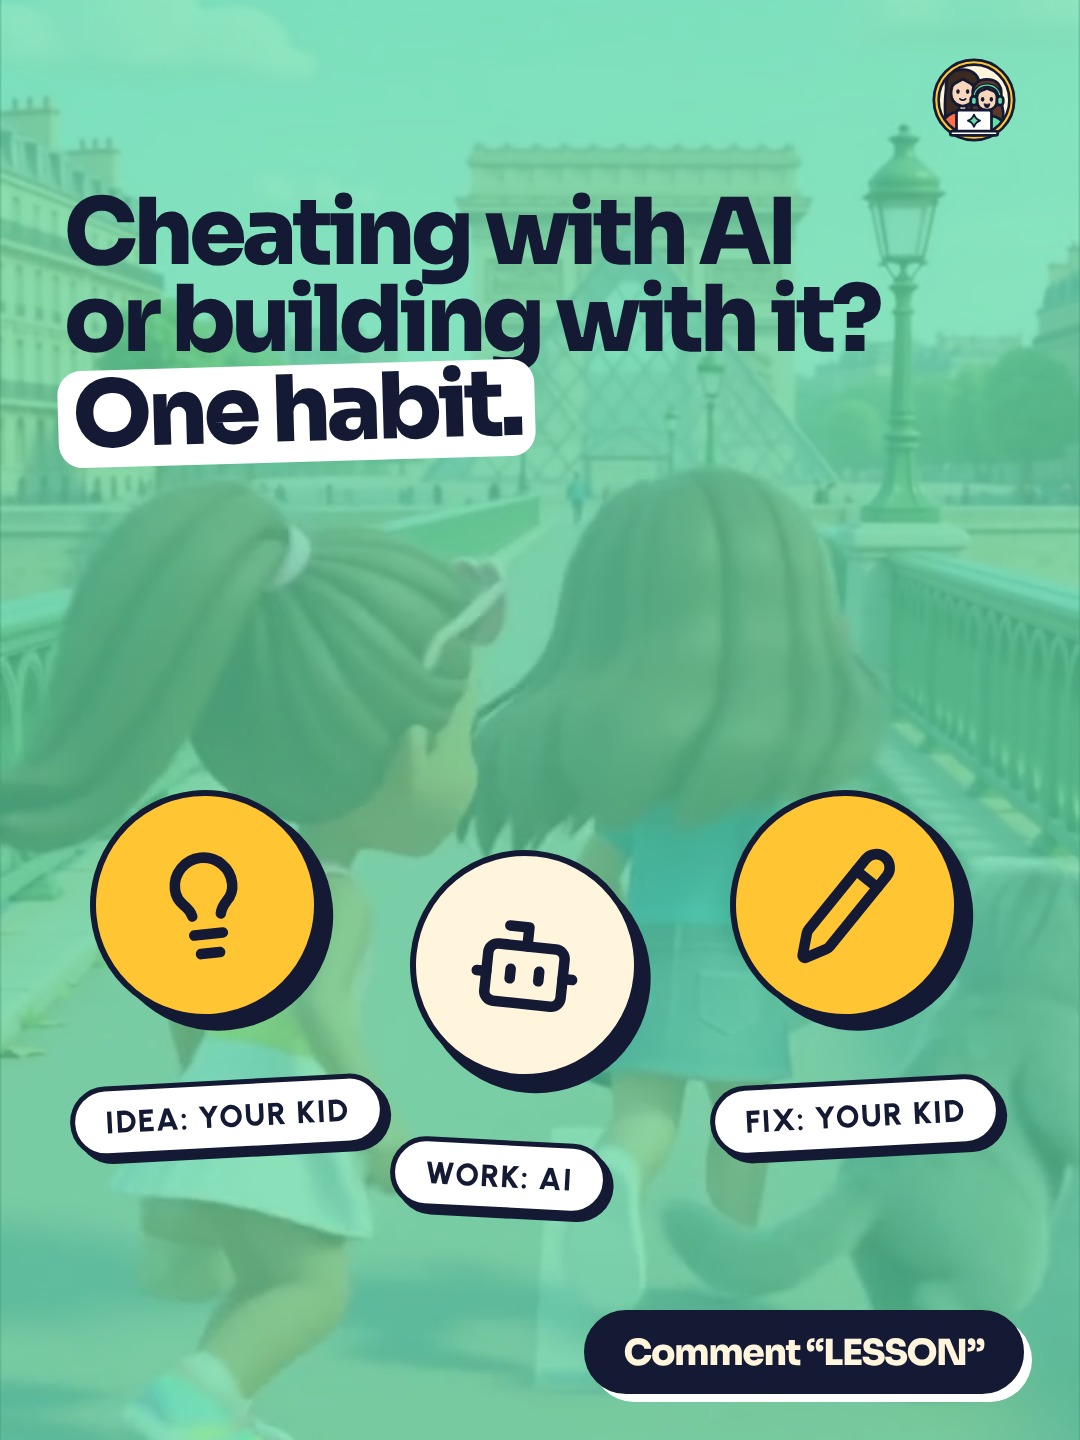 Cheating with AI
or building with it?
One habit.
IDEA: YOUR KID
WORK: AI
FIX: YOUR KID
Comment “LESSON”